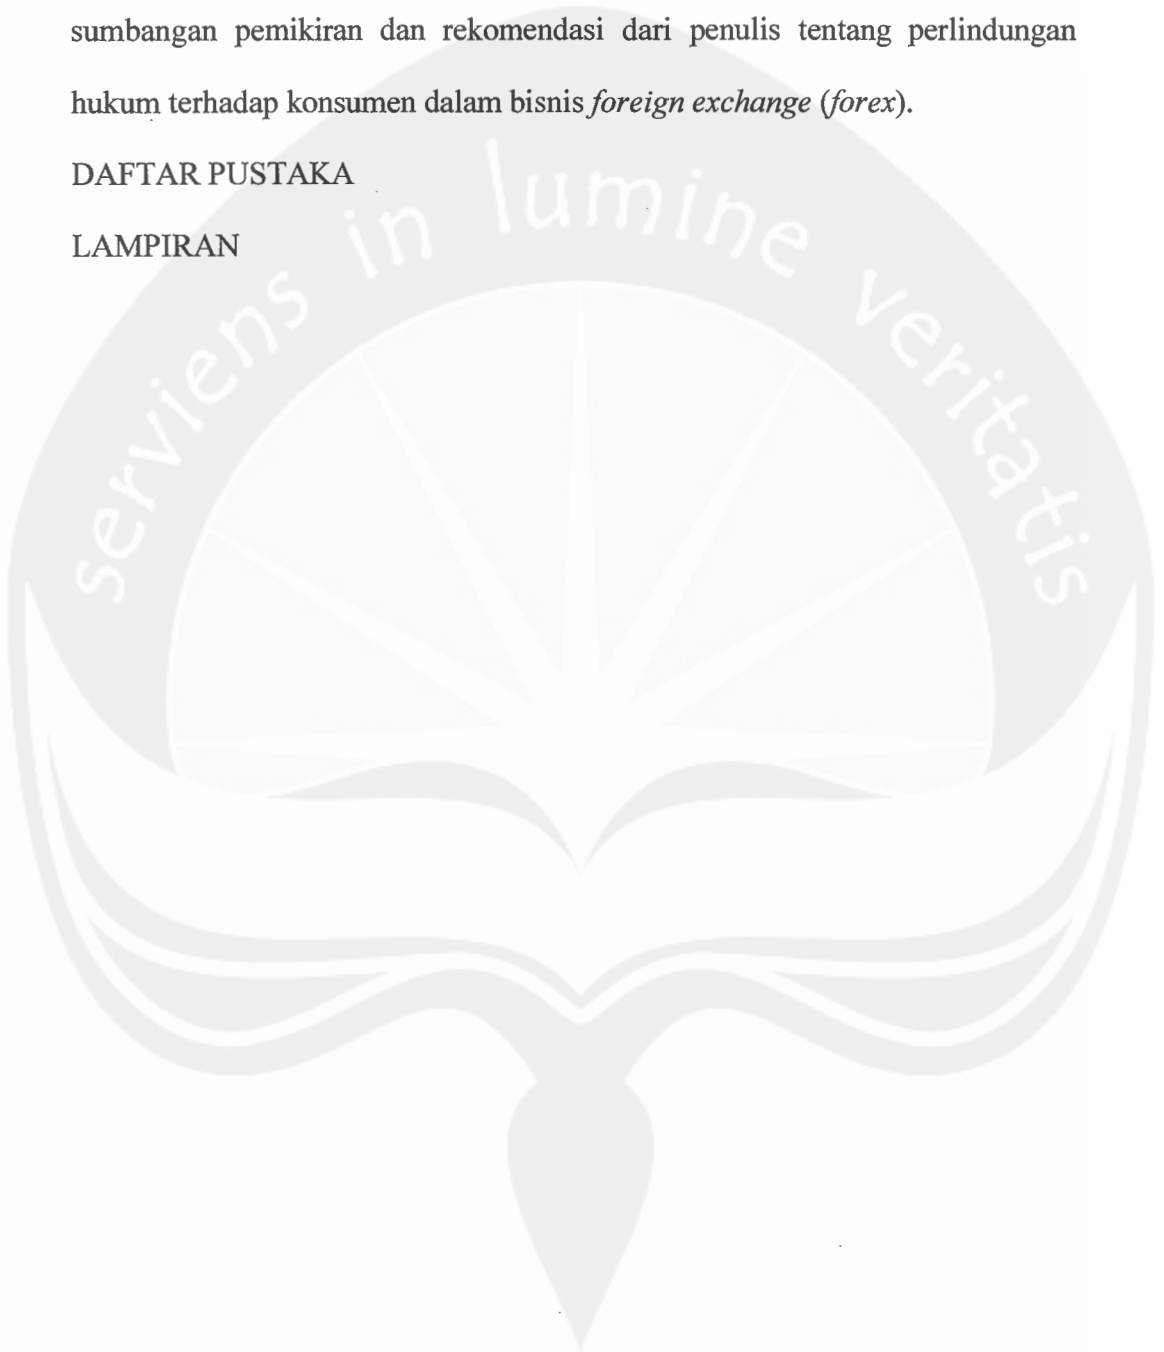 sumbangan pemikiran dan rekomendasi dari penulis tentang perlindungan
hukum terhadap konsumen dalam bisnis foreign exchange (forex).
DAFTAR PUSTAKA
LAMPIRAN
serviens in lumine veritatis